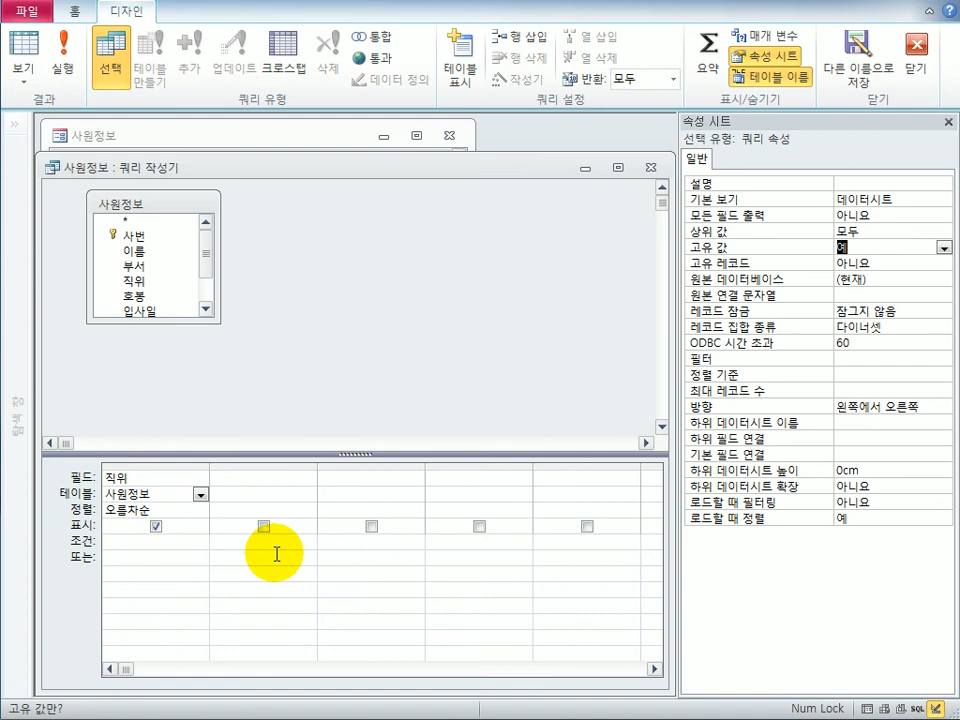 파일 홈 디자인
보기 실행 선택 테이블 만들기 추가 업데이트 크로스탭 삭제
통합
통과
데이터 정의
테이블 표시
행 삽입
행 삭제
작성기
열 삽입
열 삭제
반환: 모두
요약
매개 변수
속성 시트
테이블 이름
다른 이름으로 저장
닫기
결과 쿼리 유형 쿼리 설정 표시/숨기기 닫기
사원정보
사원정보 : 쿼리 작성기
사원정보
*
사번
이름
부서
직위
호봉
입사일
필드: 직위
테이블: 사원정보
정렬: 오름차순
표시:
조건:
또는:
속성 시트
선택 유형: 쿼리 속성
일반
설명
기본 보기 데이터시트
모든 필드 출력 아니요
상위 값 모두
고유 값 예
고유 레코드 아니요
원본 데이터베이스 (현재)
원본 연결 문자열
레코드 잠금 잠그지 않음
레코드 집합 종류 다이너셋
ODBC 시간 초과 60
필터
정렬 기준
최대 레코드 수
방향 왼쪽에서 오른쪽
하위 데이터시트 이름
하위 필드 연결
기본 필드 연결
하위 데이터시트 높이 0cm
하위 데이터시트 확장 아니요
로드할 때 필터링 아니요
로드할 때 정렬 예
탐색 창
고유 값만? Num Lock SQL